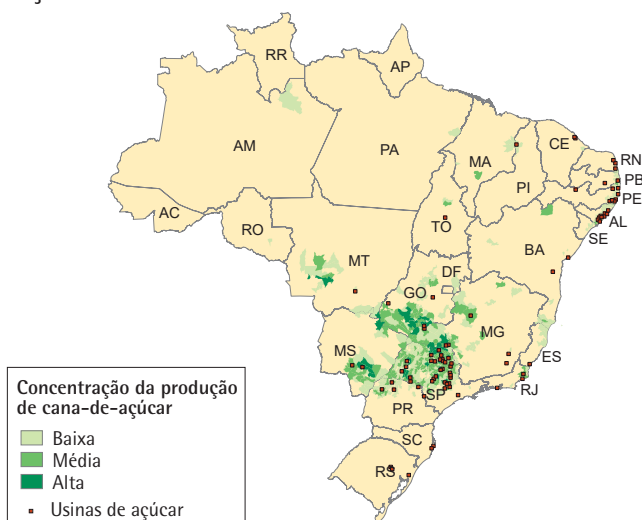 RR
AP
AM
PA
MA
CE
RN
PB
PI
PE
AL
SE
AC
TO
RO
BA
MT
DF
GO
MG
MS
ES
SP
RJ
PR
SC
RS
Concentração da produção
de cana-de-açúcar
Baixa
Média
Alta
Usinas de açúcar